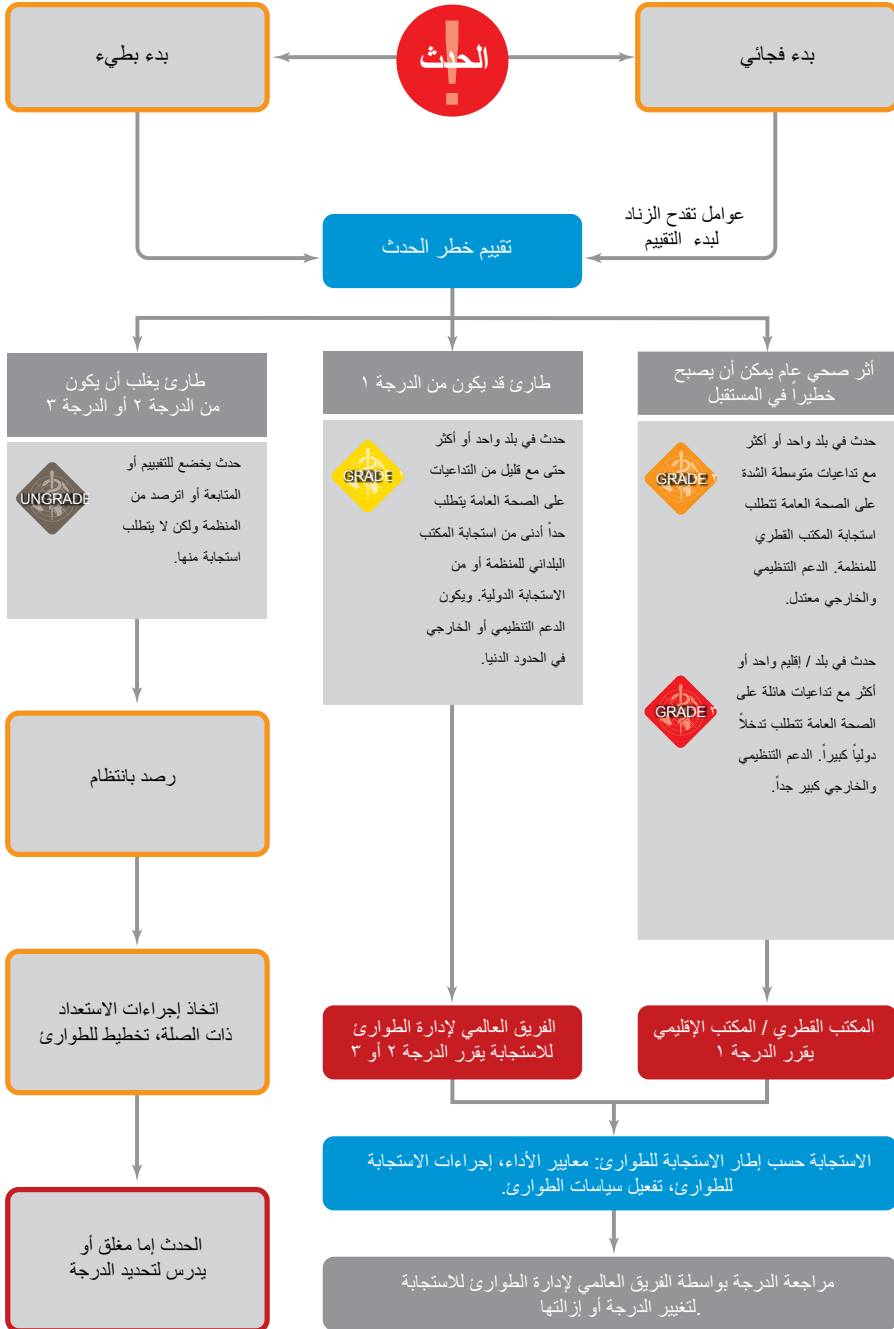 بدء فجائي
الحدث
!
بدء بطيء
عوامل تقدح الزناد
لبدء التقييم
تقييم خطر الحدث
أثر صحي عام يمكن أن يصبح
خطيراً في المستقبل
حدث في بلد واحد أو أكثر
مع تداعيات متوسطة الشدة
على الصحة العامة تتطلب
استجابة المكتب القطري
للمنظمة. الدعم التنظيمي
والخارجي معتدل.
GRADE ٢
حدث في بلد / إقليم واحد أو
أكثر مع تداعيات هائلة على
الصحة العامة تتطلب تدخلاً
دولياً كبيراً. الدعم التنظيمي
والخارجي كبير جداً.
GRADE ٣
المكتب القطري / المكتب الإقليمي
يقرر الدرجة ١
طارئ قد يكون من الدرجة ١
حدث في بلد واحد أو أكثر
حتى مع قليل من التداعيات
على الصحة العامة يتطلب
حداً أدنى من استجابة المكتب
البلداني للمنظمة أو من
الاستجابة الدولية. ويكون
الدعم التنظيمي أو الخارجي
في الحدود الدنيا.
GRADE ١
الفريق العالمي لإدارة الطوارئ
للاستجابة يقرر الدرجة ٢ أو ٣
طارئ يغلب أن يكون
من الدرجة ٢ أو الدرجة ٣
حدث يخضع للتقييم أو
المتابعة أو اترصد من
المنظمة ولكن لا يتطلب
استجابة منها.
UNGRADE
رصد بانتظام
اتخاذ إجراءات الاستعداد
ذات الصلة، تخطيط للطوارئ
الحدث إما مغلق أو
يدرس لتحديد الدرجة
الاستجابة حسب إطار الاستجابة للطوارئ: معايير الأداء، إجراءات الاستجابة
للطوارئ، تفعيل سياسات الطوارئ.
مراجعة الدرجة بواسطة الفريق العالمي لإدارة الطوارئ للاستجابة
لتغيير الدرجة أو إزالتها.